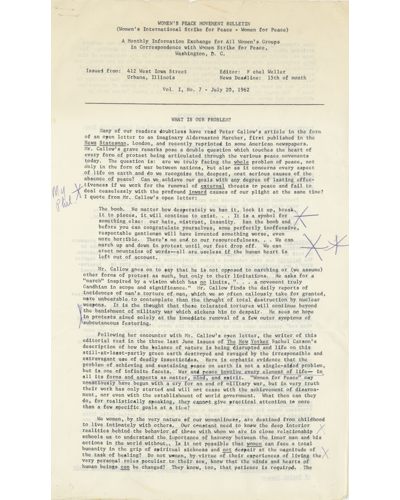 WOMEN'S PEACE MOVEMENT BULLETIN
(Women's International Strike for Peace - Women for Peace)
A Monthly Information Exchange for All Women's Groups
in Correspondence with Women Strike for Peace,
Washington, D. C.
Issued from: 412 West Iowa Street
Urbana, Illinois
Editor: Wallar
News Deadline: 15th of month
Vol. I, No. 7 - July 20, 1962
WHAT IS OUR PROBLEM?
Many of our readers doubtless have read Peter Callow's article in the form
of an open letter to an imaginary Aldermaston Marcher, first published in the
New Statesman, London, and recently reprinted in some American newspapers.
Mr. Callow's grave remarks pose a double question which touches the heart of
every form of protest being articulated through the various peace movements
today. The question is: are we truly facing the whole problem of peace, not
only in the form of war between nations, but also as it concerns every aspect
of life on earth and do we recognize the deepest, most serious causes of the
absence of peace? Can we achieve our goals with any degree of lasting effect-
iveness if we work for the removal of external threats to peace and fail to
deal ceaselessly with the profound inward causes of our plight at the same time?
I quote from Mr. Callow's open letter:
My
The bomb. No matter how desperately we ban it, lock it up, break
it to pieces, it will continue to exist. . . It is a symbol for
something else: our hate, mistrust, insanity. Ban the bomb and
before you can congratulate yourselves, some perfectly inoffensive,
respectable gentleman will have invented something worse, even
more horrible. There's no end to our resourcefulness. . . We can
march up and down in protest until our feet drop off. We can
erect mountains of words--all are useless if the human heart is
left out of account.
Mr. Callow goes on to say that he is not opposed to marching or (we assume)
other forms of protest as such, but only to their limitations. He asks for a
"march" inspired by a vision which has no limits, ". . . a movement truly
Gandhian in scope and significance." Mr. Callow finds the daily reports of
incidences of man's torture of man, which we so often callously take for granted,
more unbearable to contemplate than the thought of total destruction by nuclear
weapons. It is the thought that these tolerated tortures will continue beyond
the banishment of military war which sickens him to despair. He sees no hope
in protests aimed solely at the immediate removal of a few outer symptoms of
subcutaneous festering.
Following her encounter with Mr. Callow's open letter, the writer of this
editorial read in the three last June issues of The New Yorker Rachel Carson's
description of how the balance of nature is being disrupted and life on this
still-at-least-partly green earth destroyed and ravaged by the irresponsible and
extravagant use of deadly insecticides. Here is emphatic evidence that the
problem of achieving and sustaining peace on earth is not a single-sided problem,
but is one of infinite facets. War and peace involve every element of life-- in
all its forms and aspects as matter, mind, and spirit. "Women for Peace" may
unanimously have begun with a cry for an end of military war, but in very truth
their work has only started and will not cease with the achievement of disarma-
ment, nor even with the establishment of world government. What then can they
do, for realistically speaking, they cannot give practical attention to more
than a few specific goals at a time?
We women, by the very nature of our womanliness, are destined from childhood
to live intimately with others. Our constant need to know the deep interior
realities behind the behavior of those with whom we are in close relationship
schools us to understand the importance of harmony between the inner man and his
actions in the world without. Is it not possible that women can face a total
humanity in the grip of spiritual sickness and not despair at the magnitude of
the task of healing? Do not women, by virtue of their experiences of living the
very personal roles peculiar to their sex, know that the minds and hearts of
human beings can be changed? They know, too, that patience is required. The